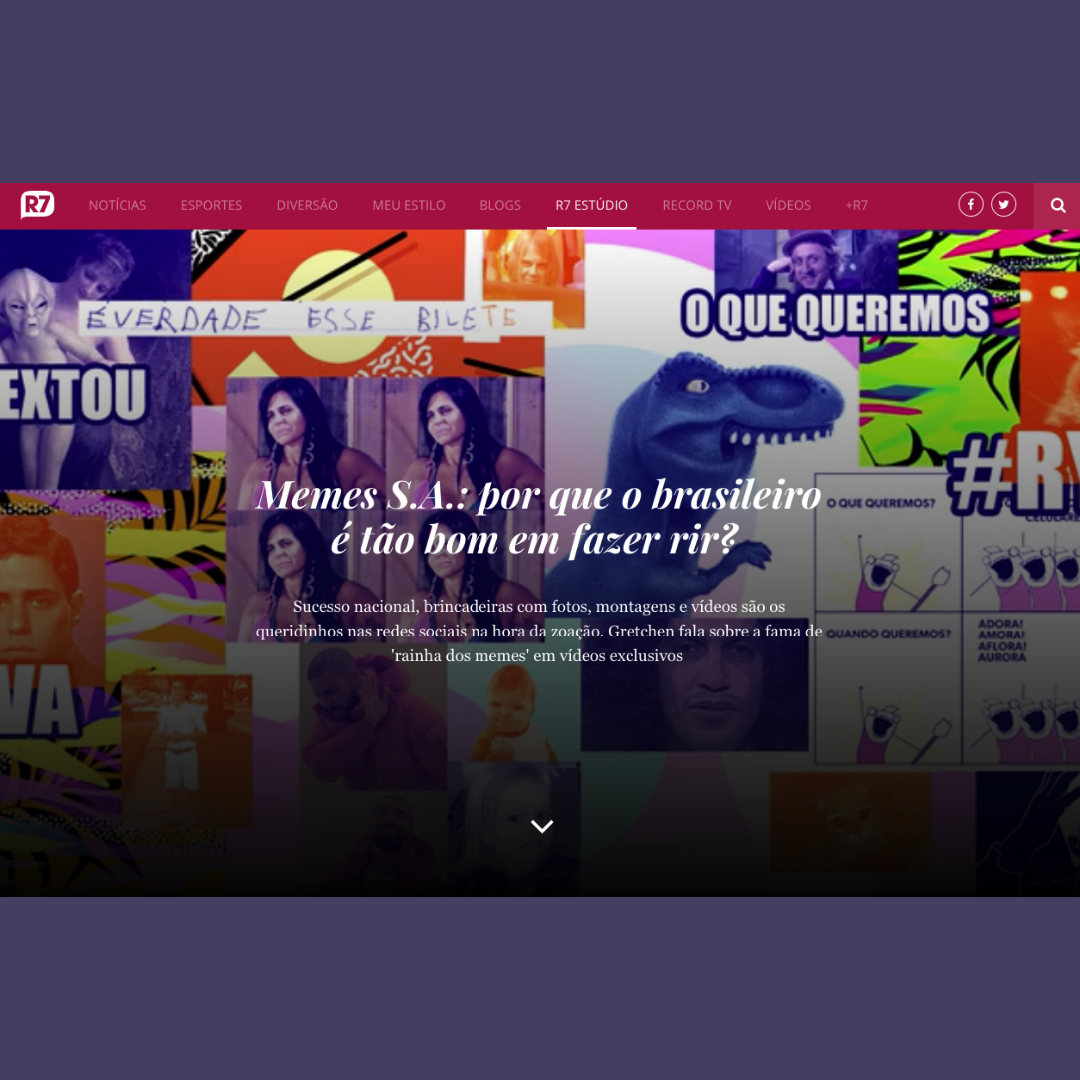 R7 NOTÍCIAS ESPORTES DIVERSÃO MEU ESTILO BLOGS R7 ESTÚDIO RECORD TV VÍDEOS +R7
ÉVERDADE ESSE BILETE
O QUE QUEREMOS
EXTOU
#RY
Memes S.A.: por que o brasileiro
é tão bom em fazer rir?
O QUE QUEREMOS?
CELULARE
Sucesso nacional, brincadeiras com fotos, montagens e vídeos são os
queridinhos nas redes sociais na hora da zoação. Gretchen fala sobre a fama de
'rainha dos memes' em vídeos exclusivos
QUANDO QUEREMOS?
ADORA!
AMORA!
AFLORA!
AURORA
VA